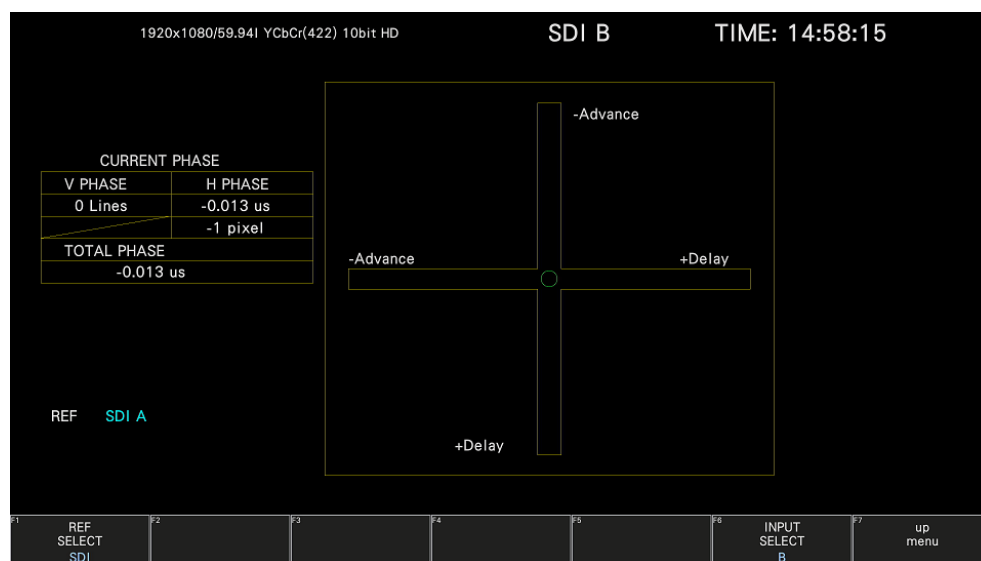 1920x1080/59.94I YCbCr(422) 10bit HD SDI B TIME: 14:58:15
-Advance
CURRENT PHASE
V PHASE H PHASE
0 Lines -0.013 us
-1 pixel
TOTAL PHASE
-0.013 us
-Advance +Delay
REF SDI A
+Delay
F1 REF SELECT SDI
F2
F3
F4
F5
F6 INPUT SELECT B
F7 up menu